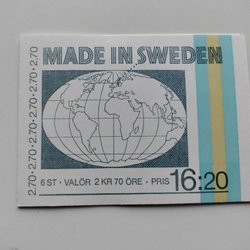 MADE IN SWEDEN
2.70·2.70·2.70·2.70·2.70·2.70
6 ST · VALÖR 2 KR 70 ÖRE · PRIS 16:20